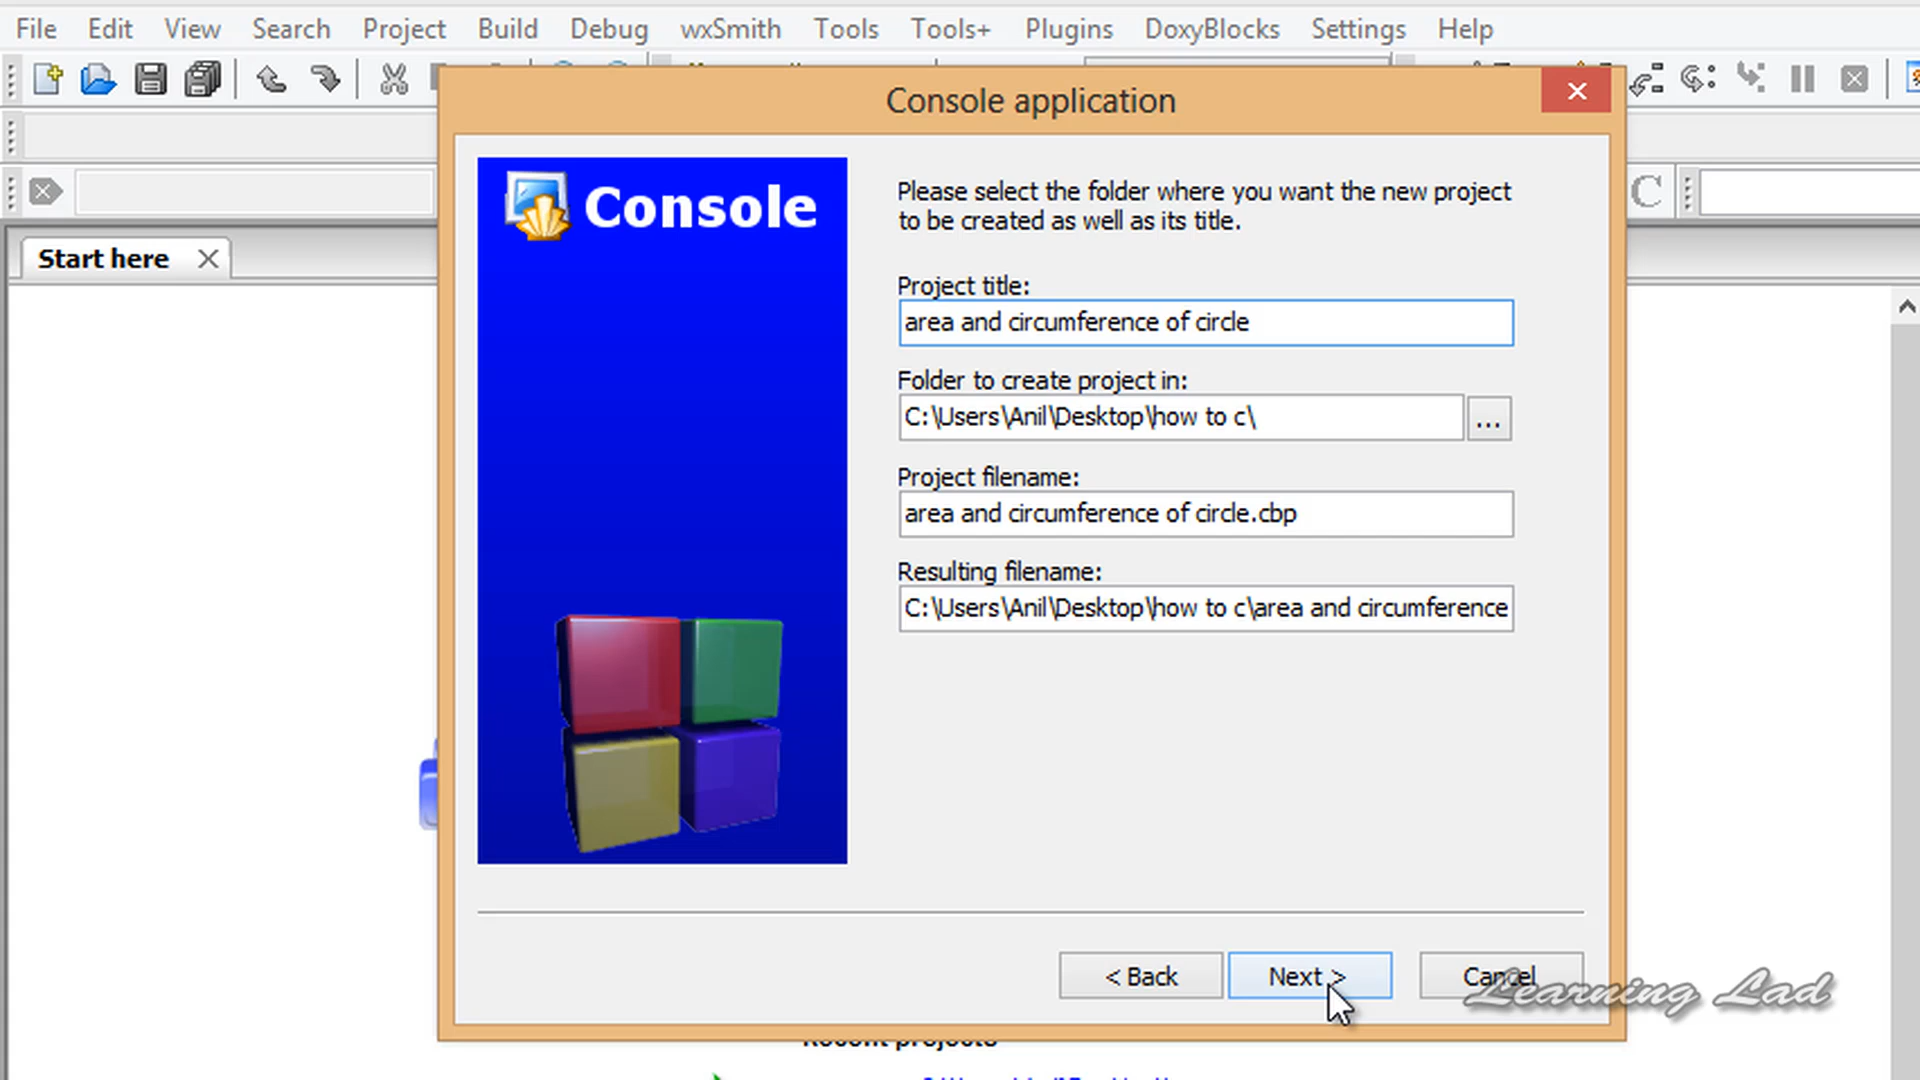 File Edit View Search Project Build Debug wxSmith Tools Tools+ Plugins DoxyBlocks Settings Help
Console application
Start here
Console
Please select the folder where you want the new project
to be created as well as its title.
Project title:
area and circumference of circle
Folder to create project in:
C:\Users\Anil\Desktop\how to c\
...
Project filename:
area and circumference of circle.cbp
Resulting filename:
C:\Users\Anil\Desktop\how to c\area and circumference
< Back Next > Cancel
Learning Lad
Recent projects